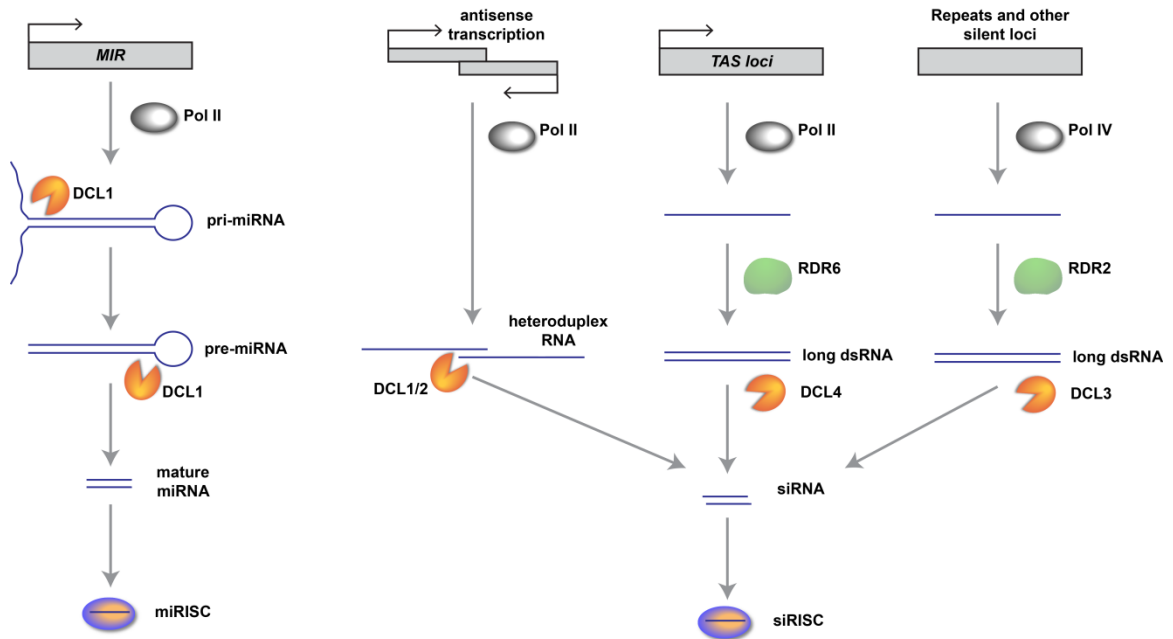 MIR
Pol II
DCL1
pri-miRNA
pre-miRNA
DCL1
mature
miRNA
miRISC
antisense
transcription
Pol II
heteroduplex
RNA
DCL1/2
TAS loci
Pol II
RDR6
long dsRNA
DCL4
siRNA
siRISC
Repeats and other
silent loci
Pol IV
RDR2
long dsRNA
DCL3